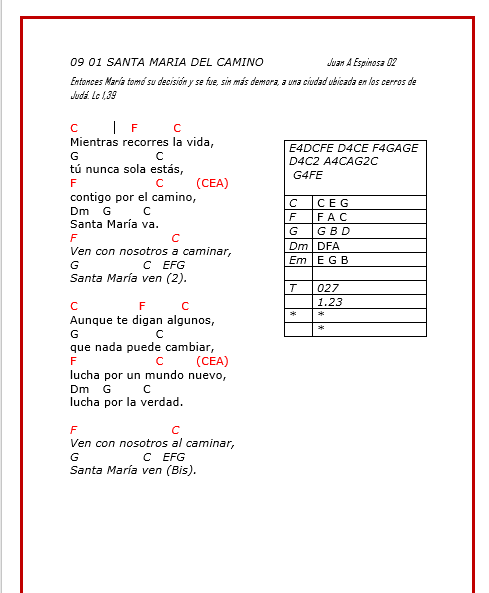 09 01 SANTA MARIA DEL CAMINO Juan A Espinosa 02
Entonces María tomó su decisión y se fue, sin más demora, a una ciudad ubicada en los cerros de
Judá. Lc 1,39
C F C
Mientras recorres la vida,
G C
tú nunca sola estás,
F C (CEA)
contigo por el camino,
Dm G C
Santa María va.
F C
Ven con nosotros a caminar,
G C EFG
Santa María ven (2).
C F C
Aunque te digan algunos,
G C
que nada puede cambiar,
F C (CEA)
lucha por un mundo nuevo,
Dm G C
lucha por la verdad.
F C
Ven con nosotros al caminar,
G C EFG
Santa María ven (Bis).
E4DCFE D4CE F4GAGE
D4C2 A4CAG2C
G4FE
C C E G
F F A C
G G B D
Dm DFA
Em E G B
T 027
1.23
* *
*